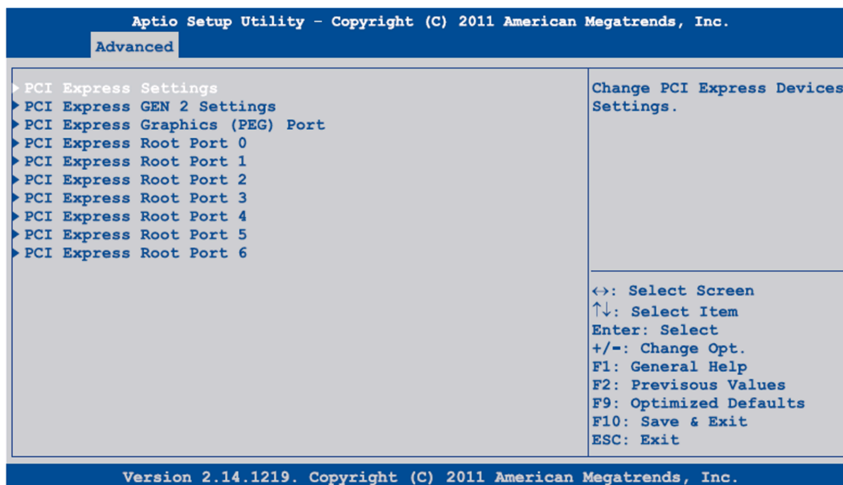 Aptio Setup Utility – Copyright (C) 2011 American Megatrends, Inc.
Advanced
PCI Express Settings
PCI Express GEN 2 Settings
PCI Express Graphics (PEG) Port
PCI Express Root Port 0
PCI Express Root Port 1
PCI Express Root Port 2
PCI Express Root Port 3
PCI Express Root Port 4
PCI Express Root Port 5
PCI Express Root Port 6
Change PCI Express Devices
Settings.
↔: Select Screen
↑↓: Select Item
Enter: Select
+/-: Change Opt.
F1: General Help
F2: Previsous Values
F9: Optimized Defaults
F10: Save & Exit
ESC: Exit
Version 2.14.1219. Copyright (C) 2011 American Megatrends, Inc.